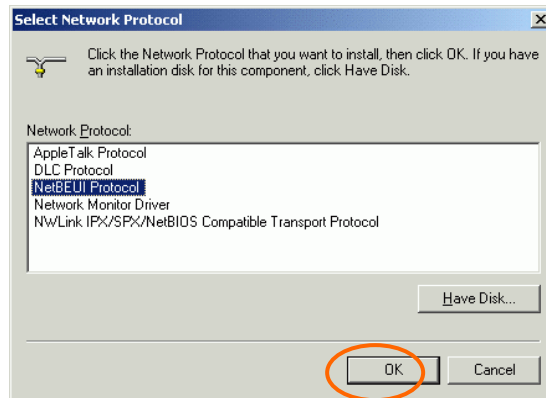 Select Network Protocol
Click the Network Protocol that you want to install, then click OK. If you have
an installation disk for this component, click Have Disk.
Network Protocol:
AppleTalk Protocol
DLC Protocol
NetBEUI Protocol
Network Monitor Driver
NWLink IPX/SPX/NetBIOS Compatible Transport Protocol
Have Disk...
OK
Cancel